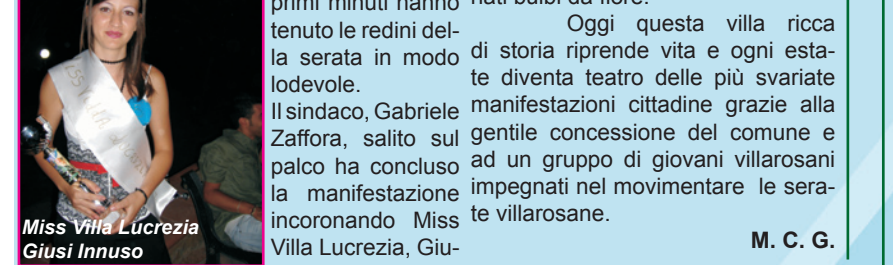 Miss Villa Lucrezia
Giusi Innuso
primi minuti hanno
tenuto le redini del-
la serata in modo
lodevole.
Il sindaco, Gabriele
Zaffora, salito sul
palco ha concluso
la manifestazione
incoronando Miss
Villa Lucrezia, Giu-
nati bulbi da fiore.
Oggi questa villa ricca
di storia riprende vita e ogni esta-
te diventa teatro delle più svariate
manifestazioni cittadine grazie alla
gentile concessione del comune e
ad un gruppo di giovani villarosani
impegnati nel movimentare le sera-
te villarosane.
M. C. G.